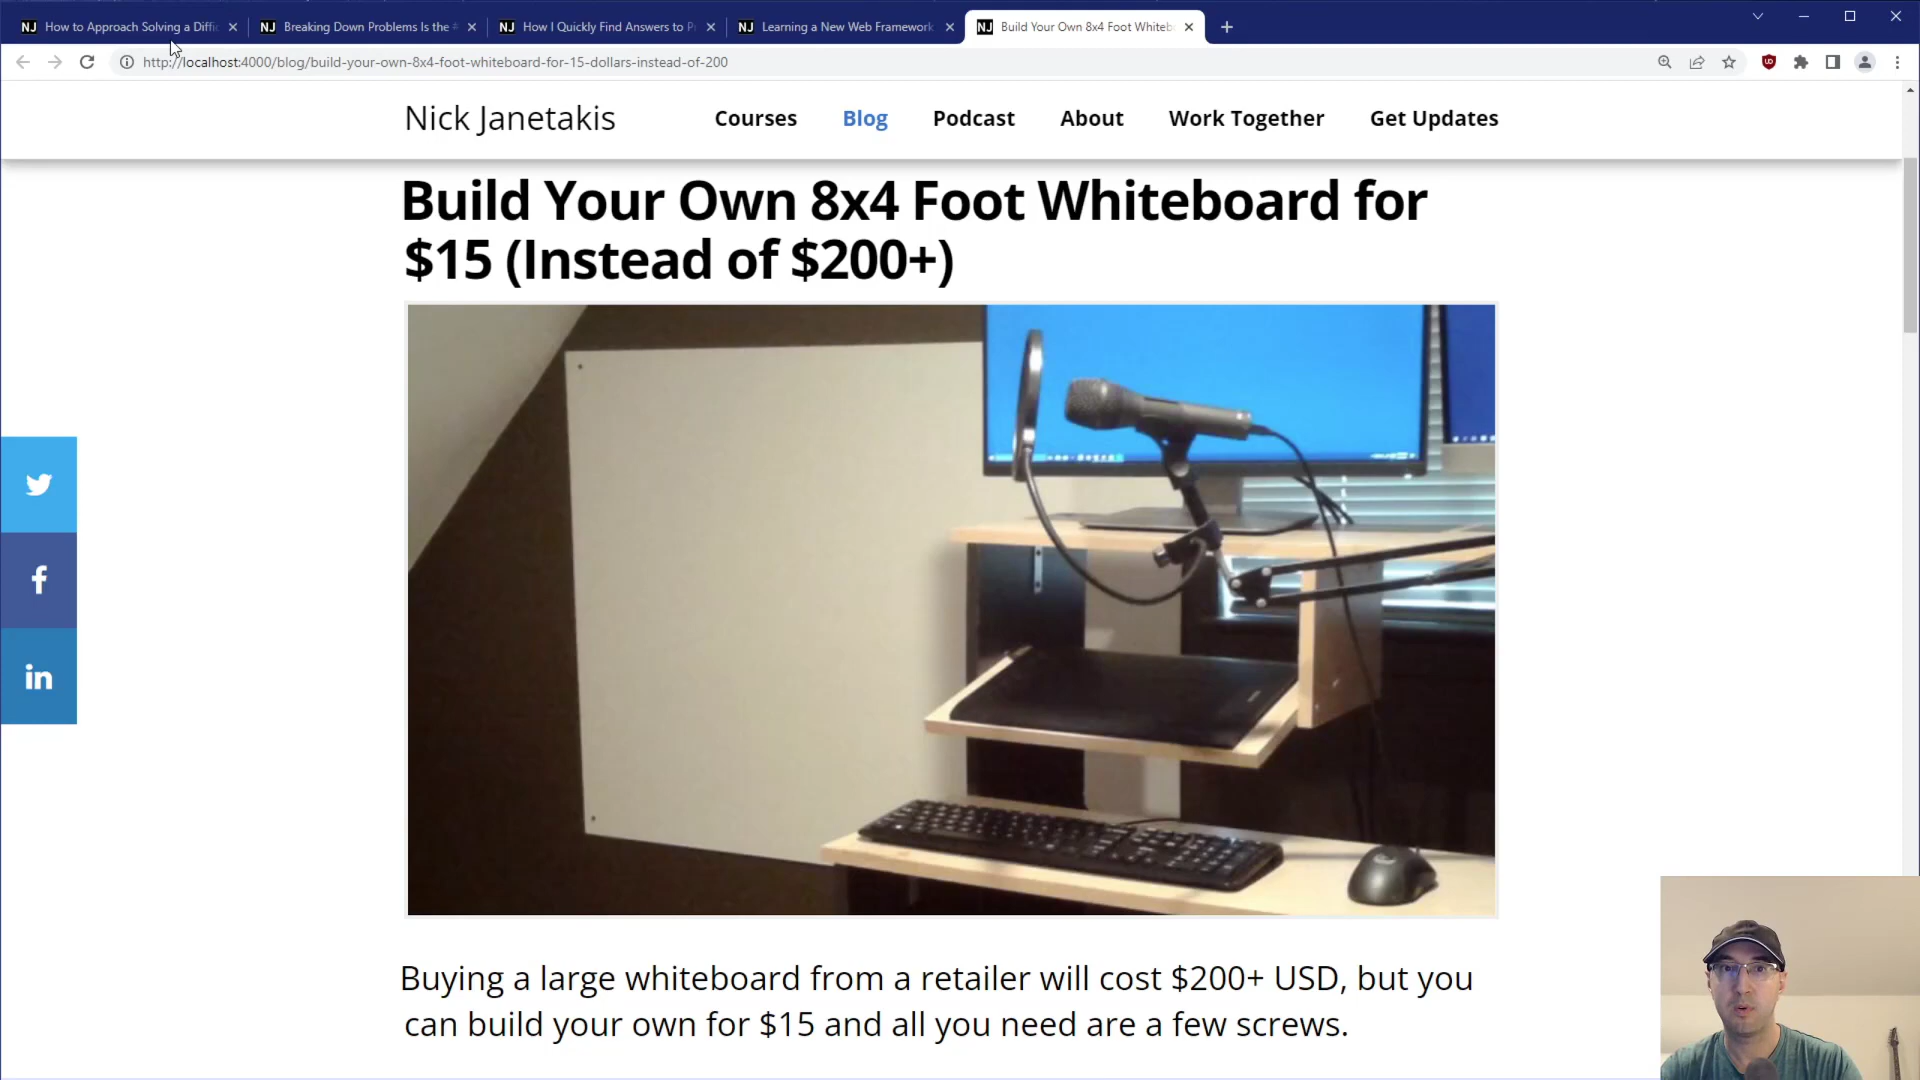 NJ How to Approach Solving a Diffic
NJ Breaking Down Problems Is the #
NJ How I Quickly Find Answers to Pr
NJ Learning a New Web Framework
NJ Build Your Own 8x4 Foot Whiteb
http://localhost:4000/blog/build-your-own-8x4-foot-whiteboard-for-15-dollars-instead-of-200
Nick Janetakis
Courses
Blog
Podcast
About
Work Together
Get Updates
Build Your Own 8x4 Foot Whiteboard for
$15 (Instead of $200+)
Buying a large whiteboard from a retailer will cost $200+ USD, but you
can build your own for $15 and all you need are a few screws.